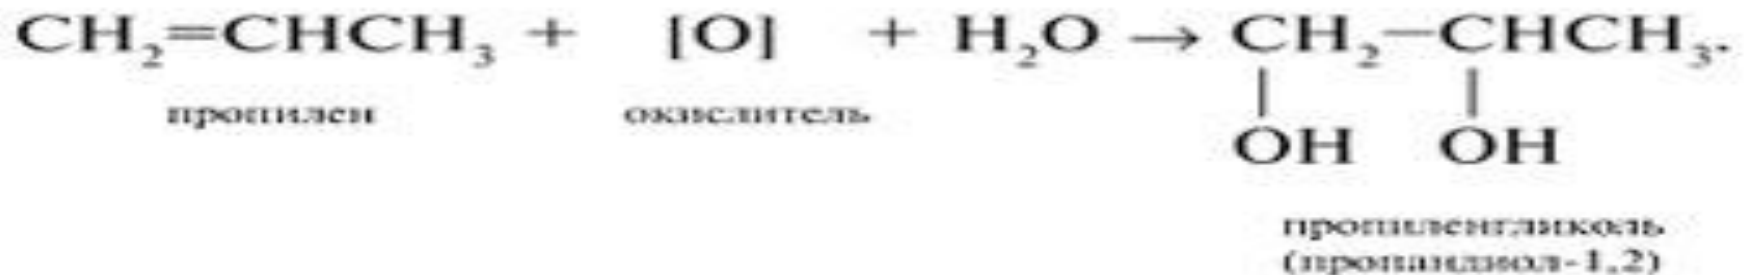 CH₂=CHCH₃ + [O] + H₂O → CH₂−CHCH₃.
пропилен окислитель
OH OH
пропиленгликоль
(пропандиол-1,2)